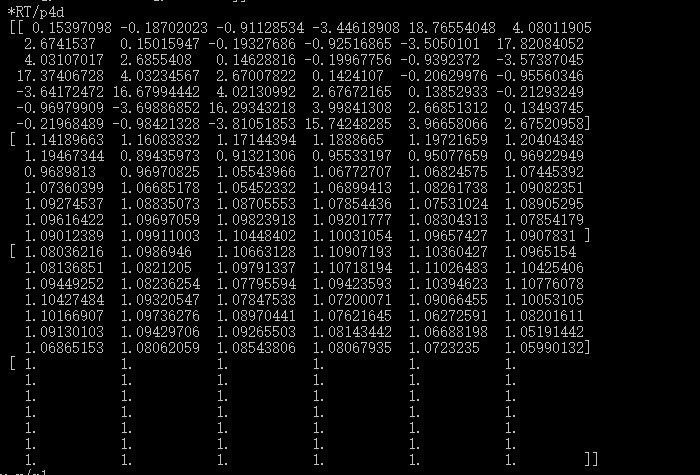 *RT/p4d
[[ 0.15397098 -0.18702023 -0.91128534 -3.44618908 18.76554048 4.08011905
2.6741537 0.15015947 -0.19327686 -0.92516865 -3.5050101 17.82084052
4.03107017 2.6855408 0.14628816 -0.19967756 -0.9392372 -3.57387045
17.37406728 4.03234567 2.67007822 0.1424107 -0.20629976 -0.95560346
-3.64172472 16.67994442 4.02130992 2.67672165 0.13852933 -0.21293249
-0.96979909 -3.69886852 16.29343218 3.99841308 2.66851312 0.13493745
-0.21968489 -0.98421328 -3.81051853 15.74248285 3.96658066 2.67520958]
[ 1.14189663 1.16083832 1.17144394 1.1888665 1.19721659 1.20404348
1.19467344 0.89435973 0.91321306 0.95533197 0.95077659 0.96922949
0.9689813 0.96970825 1.05543966 1.06772707 1.06824575 1.07445392
1.07360399 1.06685178 1.05452332 1.06899413 1.08261738 1.09082351
1.09274537 1.08835073 1.08705553 1.07854436 1.07531024 1.08905295
1.09616422 1.09697059 1.09823918 1.09201777 1.08304313 1.07854179
1.09012389 1.09911003 1.10448402 1.10031054 1.09657427 1.0907831 ]
[ 1.08036216 1.0986946 1.10663128 1.10907193 1.10360427 1.0965154
1.08136851 1.0821205 1.09791337 1.10718194 1.11026483 1.10425406
1.09449252 1.08236254 1.07795594 1.09423593 1.10394623 1.10776078
1.10427484 1.09320547 1.07847538 1.07200071 1.09066455 1.10053105
1.10166907 1.09736276 1.08970441 1.07621645 1.06272591 1.08201611
1.09130103 1.09429706 1.09265503 1.08143442 1.06688198 1.05191442
1.06865153 1.08062059 1.08543806 1.08067935 1.0723235 1.05990132]
[ 1. 1. 1. 1. 1. 1.
1. 1. 1. 1. 1. 1.
1. 1. 1. 1. 1. 1.
1. 1. 1. 1. 1. 1.
1. 1. 1. 1. 1. 1.
1. 1. 1. 1. 1. 1.
1. 1. 1. 1. 1. 1. ]]